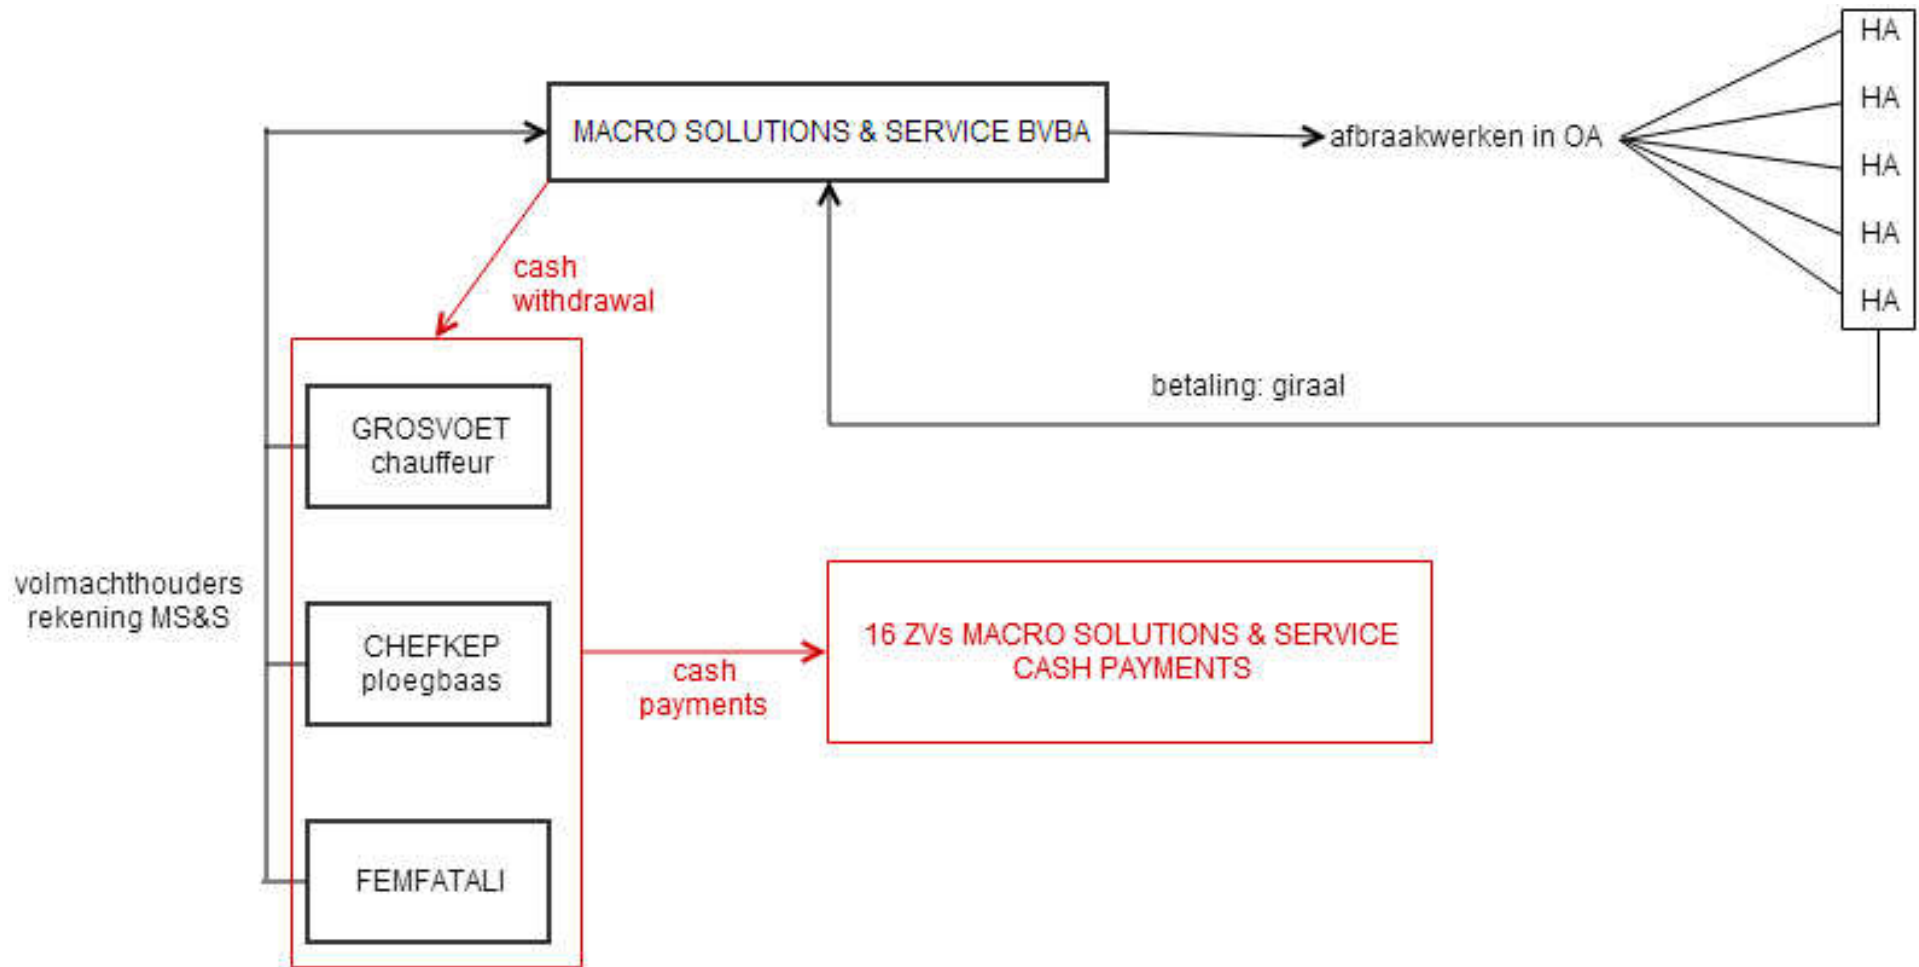 MACRO SOLUTIONS & SERVICE BVBA
afbraakwerken in OA
HA
HA
HA
HA
HA
cash
withdrawal
betaling: giraal
GROSVOET
chauffeur
volmachthouders
rekening MS&S
CHEFKEP
ploegbaas
cash
payments
16 ZVs MACRO SOLUTIONS & SERVICE
CASH PAYMENTS
FEMFATALI